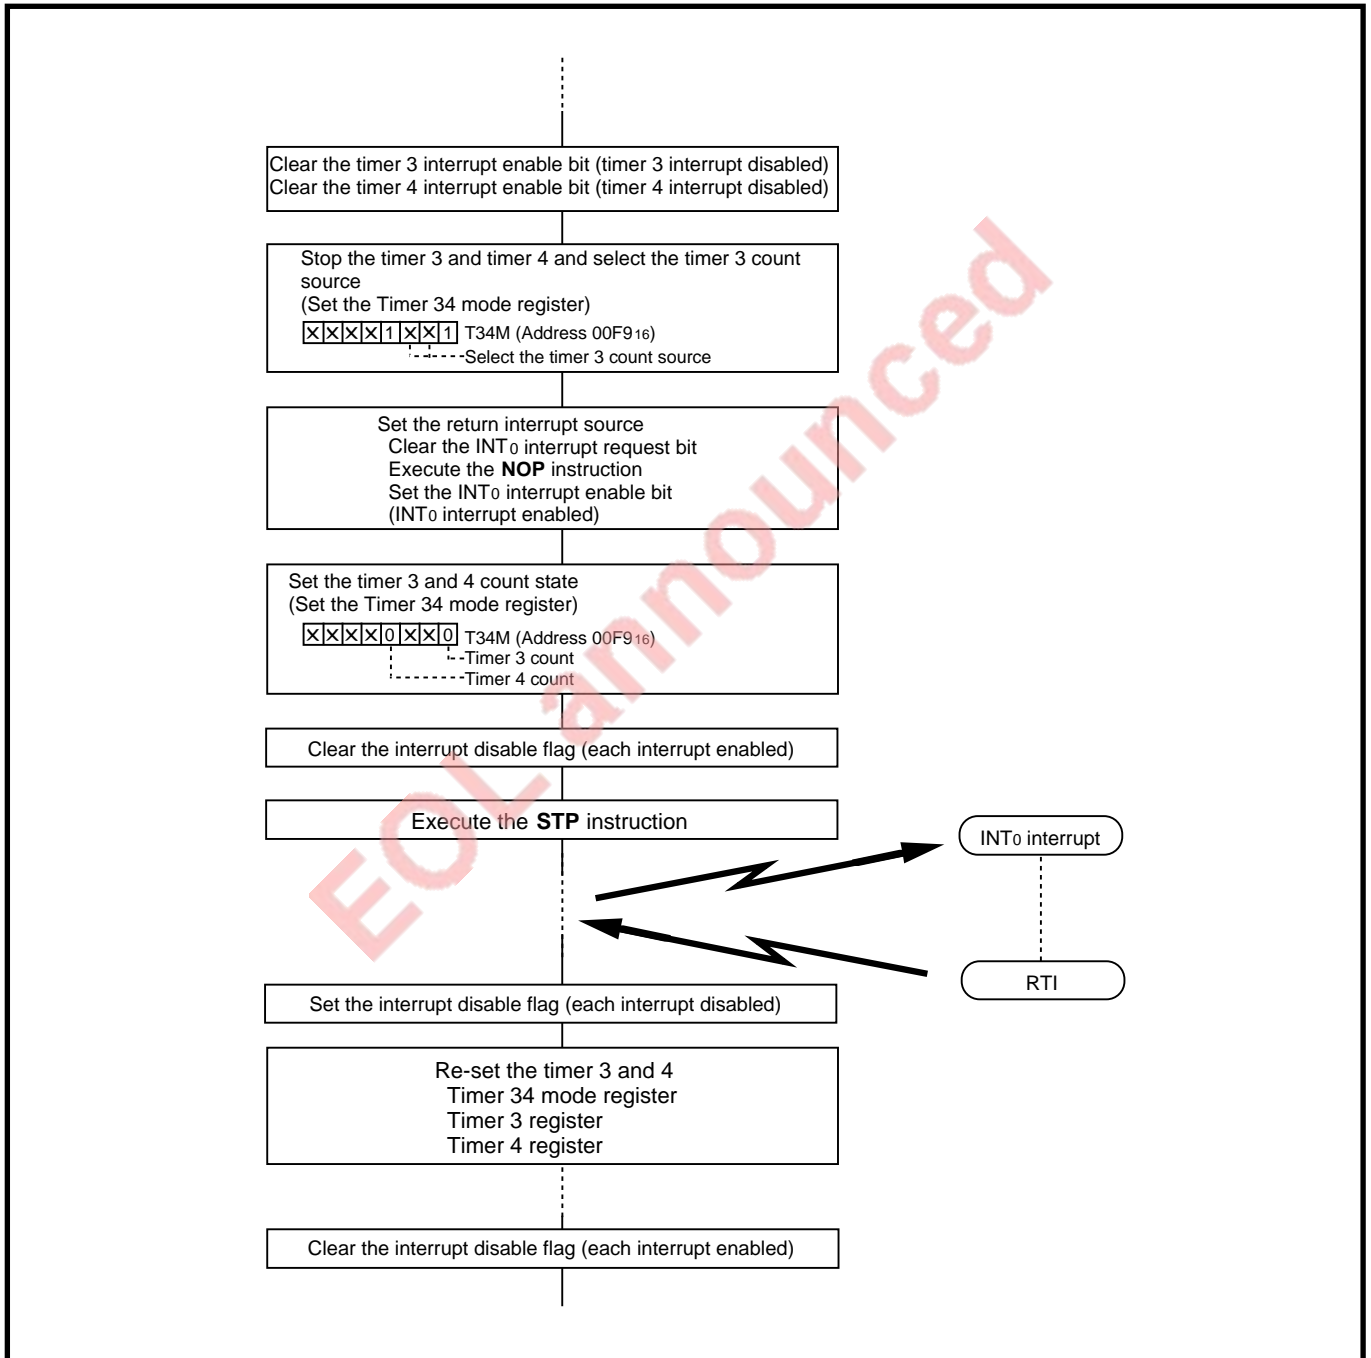 Clear the timer 3 interrupt enable bit (timer 3 interrupt disabled)
Clear the timer 4 interrupt enable bit (timer 4 interrupt disabled)
Stop the timer 3 and timer 4 and select the timer 3 count
source
(Set the Timer 34 mode register)
XXXX1XX1 T34M (Address 00F916)
Select the timer 3 count source
Set the return interrupt source
Clear the INT0 interrupt request bit
Execute the NOP instruction
Set the INT0 interrupt enable bit
(INT0 interrupt enabled)
Set the timer 3 and 4 count state
(Set the Timer 34 mode register)
XXXX0XX0 T34M (Address 00F916)
Timer 3 count
Timer 4 count
Clear the interrupt disable flag (each interrupt enabled)
Execute the STP instruction
INT0 interrupt
RTI
Set the interrupt disable flag (each interrupt disabled)
Re-set the timer 3 and 4
Timer 34 mode register
Timer 3 register
Timer 4 register
Clear the interrupt disable flag (each interrupt enabled)
EOL announced